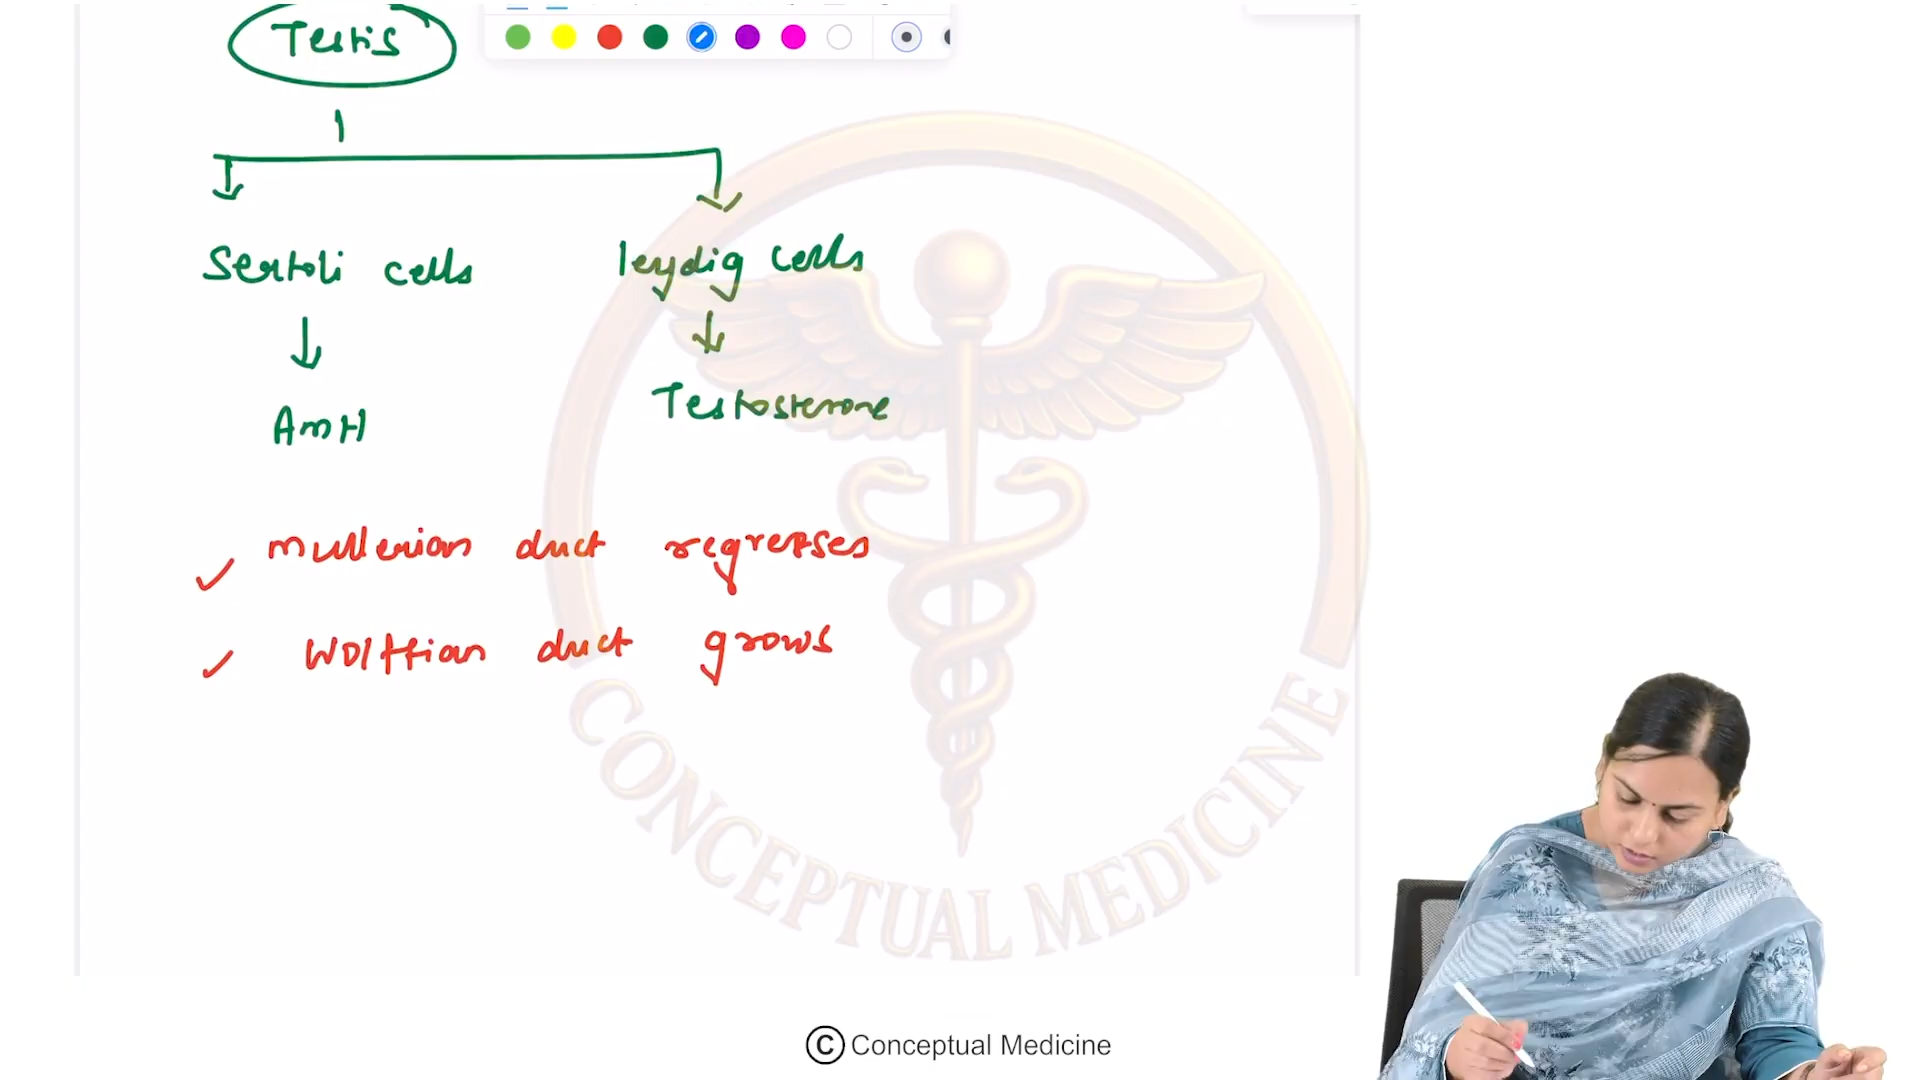 Testis
Sertoli cells
leydig cells
AmH
Testosterone
mullerian duct regresses
Wolffian duct grows
CONCEPTUAL MEDICINE
© Conceptual Medicine